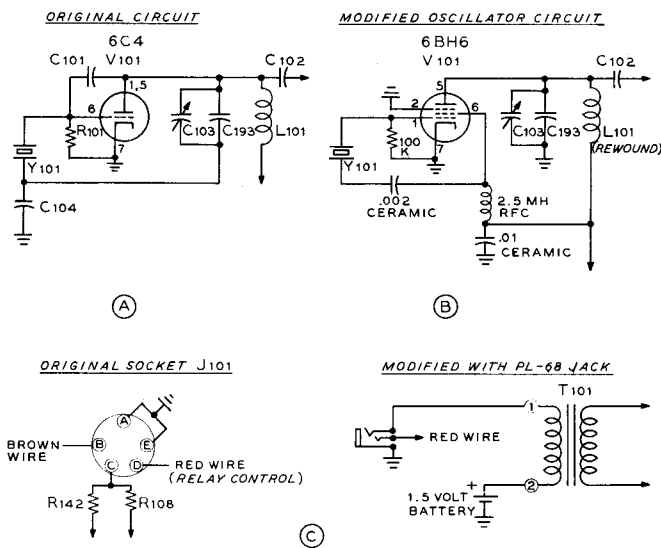 ORIGINAL CIRCUIT
6C4
V101
C101
C102
1,5
6
R101
7
C103
C193
L101
Y101
C104
A
MODIFIED OSCILLATOR CIRCUIT
6BH6
V101
C102
5
2
1
6
7
100
K
C103
C193
L101
(REWOUND)
Y101
.002
CERAMIC
2.5 MH
RFC
.01
CERAMIC
B
ORIGINAL SOCKET J101
A
B
E
C
D
BROWN
WIRE
RED WIRE
(RELAY CONTROL)
R142
R108
MODIFIED WITH PL-68 JACK
T101
1
RED WIRE
2
+
1.5 VOLT
BATTERY
C